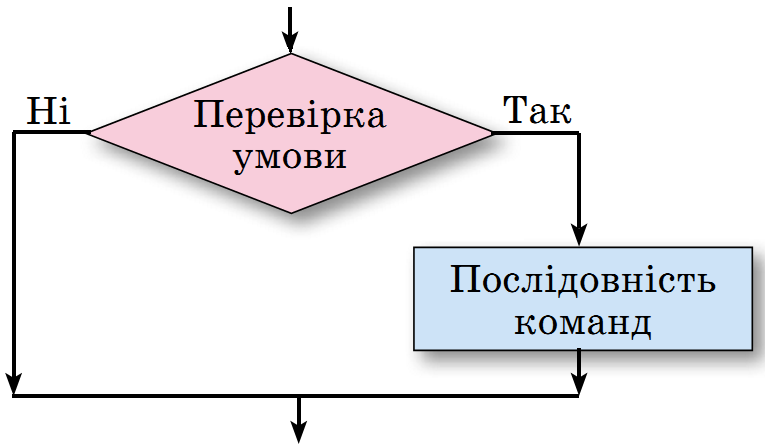 Ні
Перевірка
умови
Так
Послідовність
команд